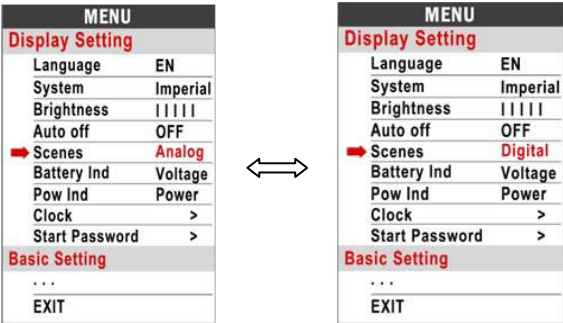 MENU
Display Setting
Language EN
System Imperial
Brightness | | | | |
Auto off OFF
Scenes Analog
Battery Ind Voltage
Pow Ind Power
Clock >
Start Password >
Basic Setting
. . .
EXIT
MENU
Display Setting
Language EN
System Imperial
Brightness | | | | |
Auto off OFF
Scenes Digital
Battery Ind Voltage
Pow Ind Power
Clock >
Start Password >
Basic Setting
. . .
EXIT